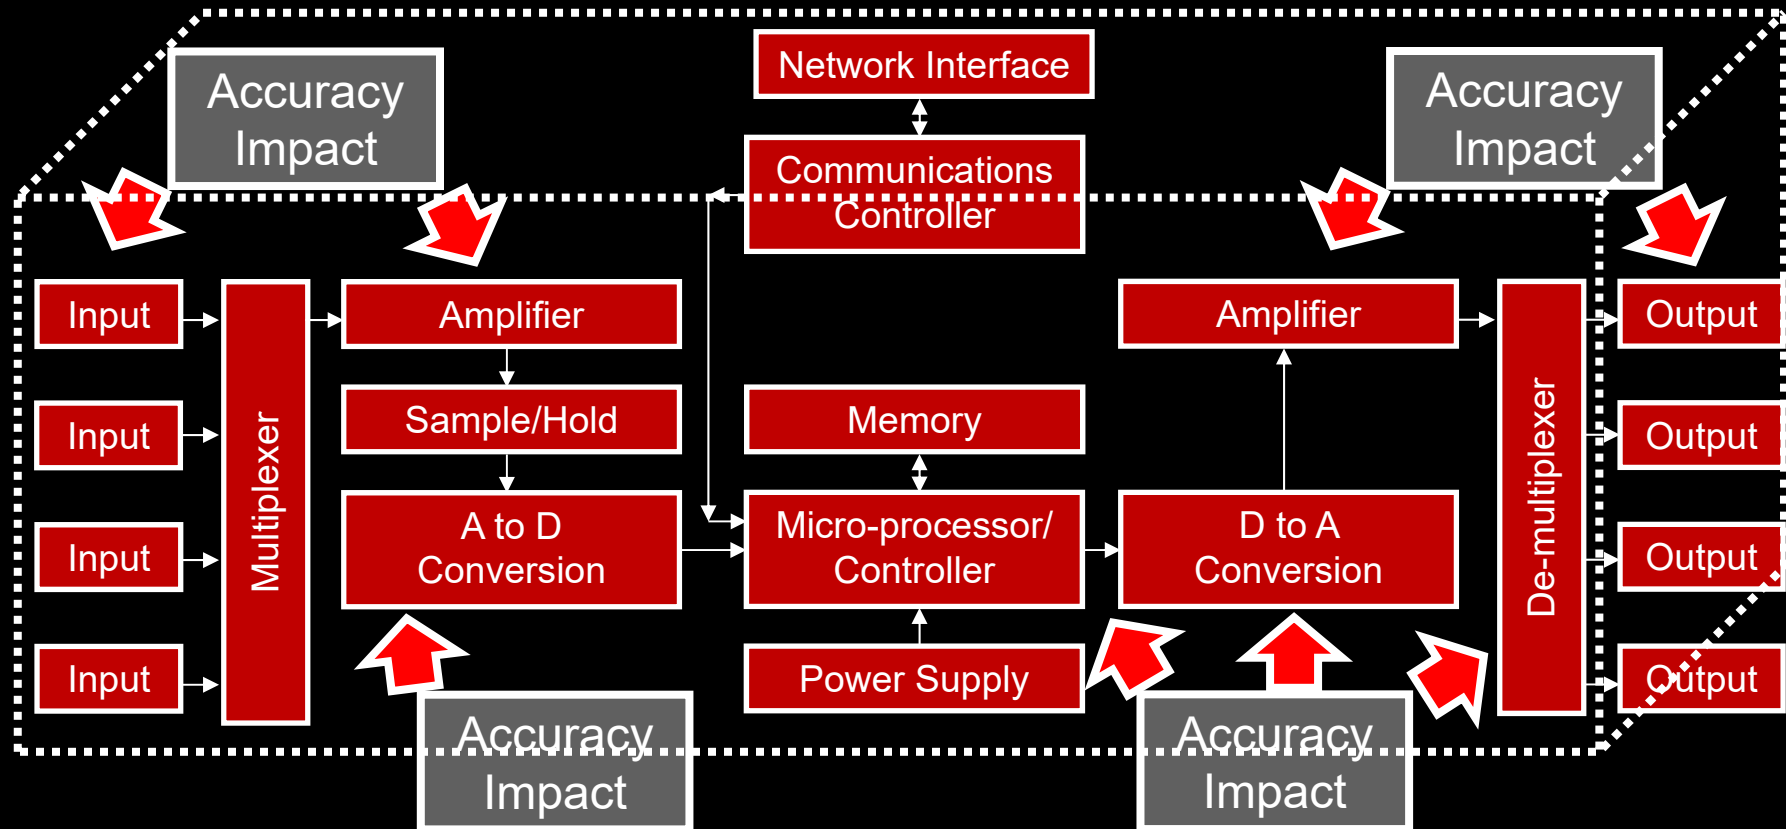 Accuracy
Impact
Network Interface
Accuracy
Impact
Communications
Controller
Input
Input
Input
Input
Multiplexer
Amplifier
Sample/Hold
A to D
Conversion
Memory
Micro-processor/
Controller
Power Supply
Amplifier
D to A
Conversion
De-multiplexer
Output
Output
Output
Output
Accuracy
Impact
Accuracy
Impact